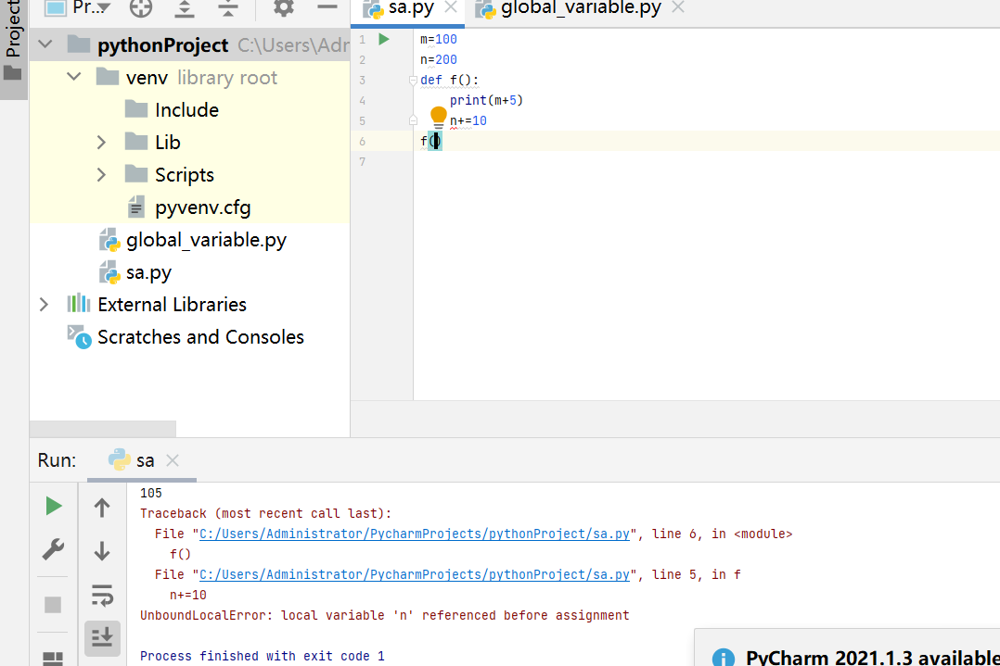 Project
Pr...
sa.py
global_variable.py
pythonProject C:\Users\Adr
venv library root
Include
Lib
Scripts
pyvenv.cfg
global_variable.py
sa.py
External Libraries
Scratches and Consoles
1 m=100
2 n=200
3 def f():
4 print(m+5)
5 n+=10
6 f()
7
Run: sa
105
Traceback (most recent call last):
File "C:/Users/Administrator/PycharmProjects/pythonProject/sa.py", line 6, in <module>
f()
File "C:/Users/Administrator/PycharmProjects/pythonProject/sa.py", line 5, in f
n+=10
UnboundLocalError: local variable 'n' referenced before assignment
Process finished with exit code 1
PyCharm 2021.1.3 available